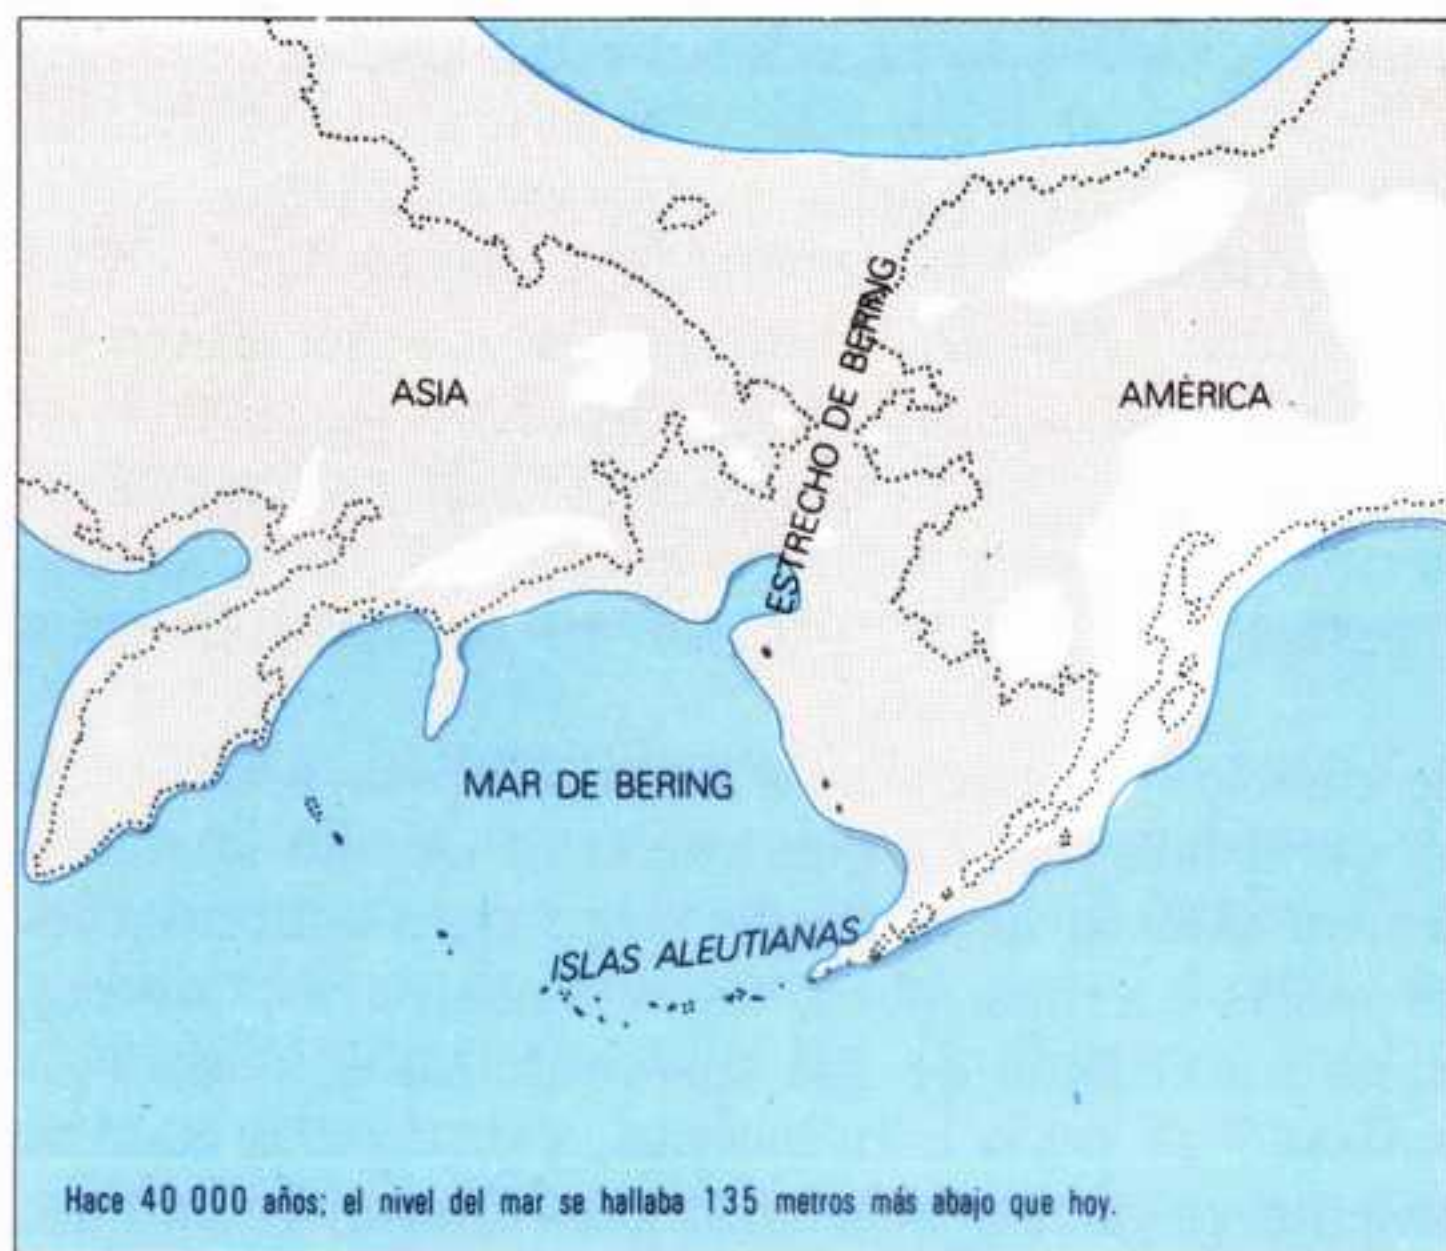 ESTRECHO DE BERING
ASIA
AMÈRICA
MAR DE BERING
ISLAS ALEUTIANAS
Hace 40 000 años; el nivel del mar se hallaba 135 metros más abajo que hoy.